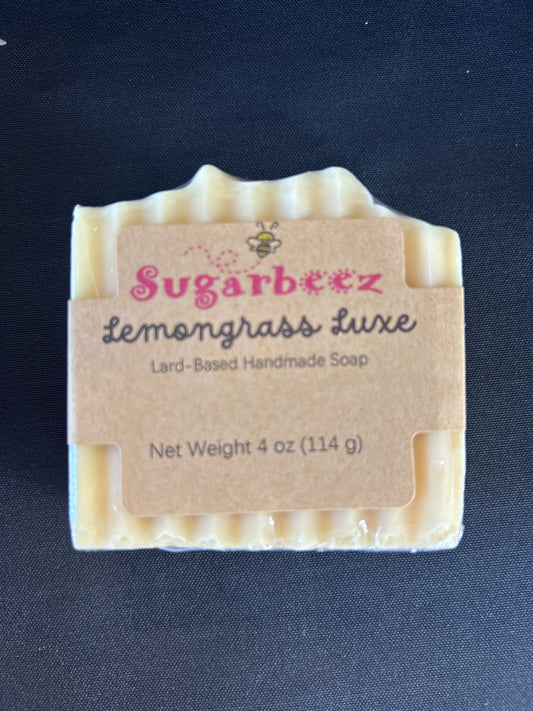 Sugarbeez
Lemongrass Luxe
Lard-Based Handmade Soap
Net Weight 4 oz (114 g)